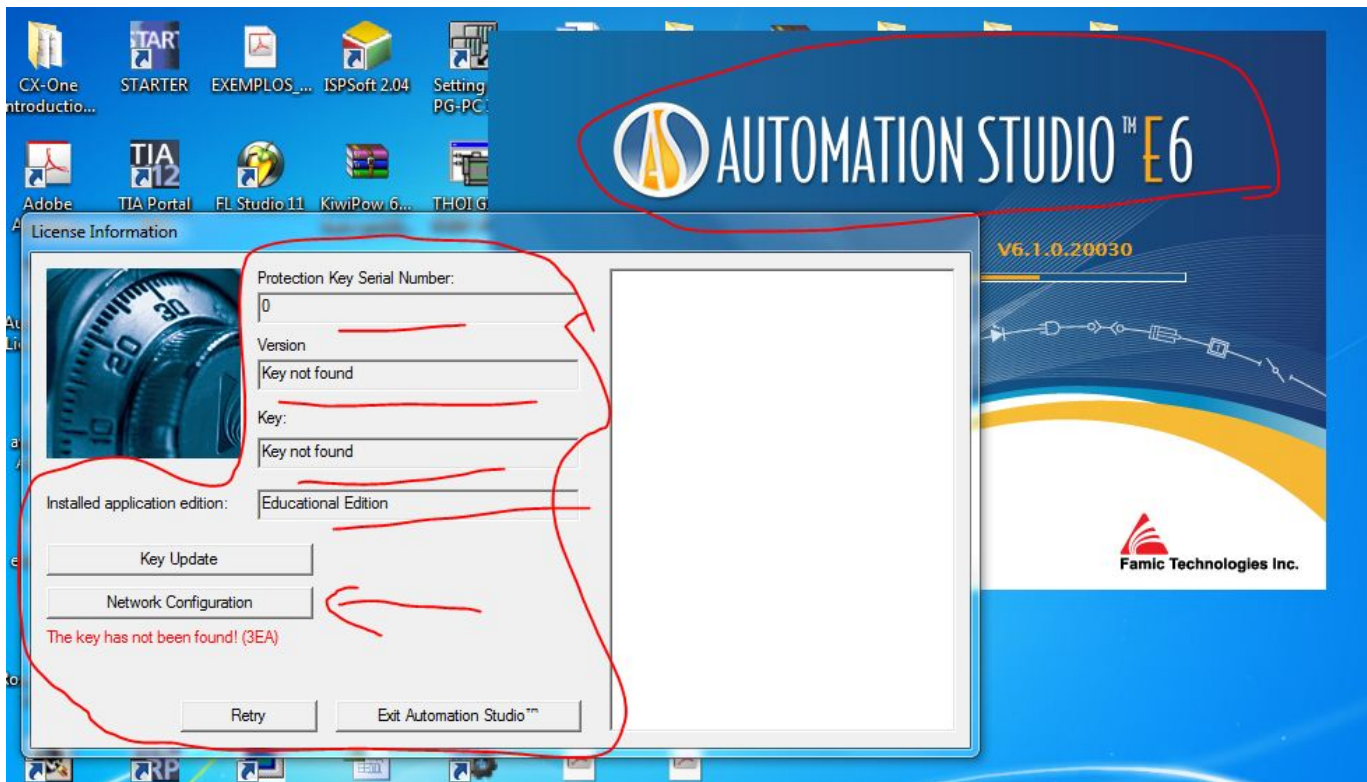 CX-One
ntroductio...
STARTER
EXEMPLOS_...
ISPSoft 2.04
Setting
PG-PC
AUTOMATION STUDIO™ E6
Adobe
TIA Portal
FL Studio 11
KiwiPow 6...
THOI G
TIA
12
V6.1.0.20030
License Information
Protection Key Serial Number:
0
Version
Key not found
Key:
Key not found
Installed application edition:
Educational Edition
Key Update
Network Configuration
The key has not been found! (3EA)
Retry
Exit Automation Studio™
Famic Technologies Inc.